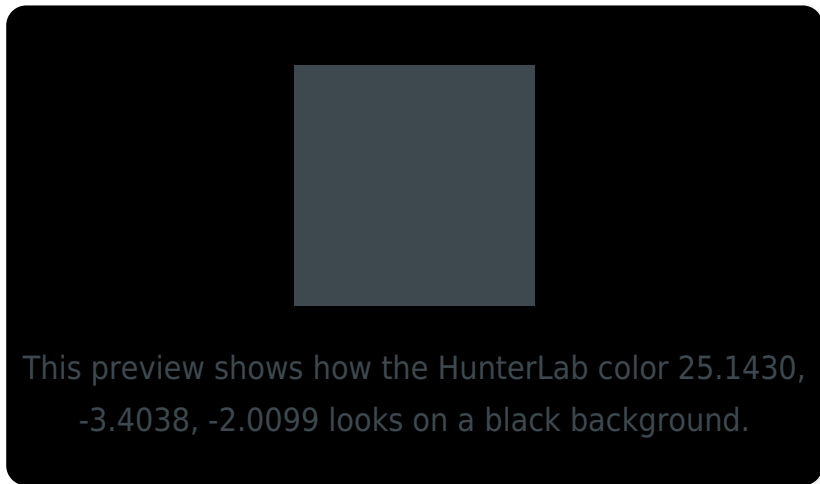 This preview shows how the HunterLab color 25.1430,
-3.4038, -2.0099 looks on a black background.